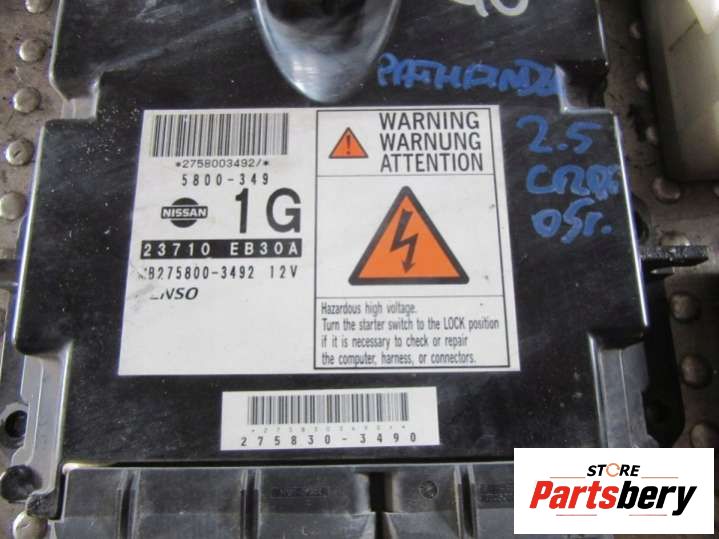 PATHFINDER
2.5
05г.
*2758003492/*
5800-349
NISSAN
1G
23710 EB30A
MB275800-3492 12V
DENSO
WARNING
WARNUNG
ATTENTION
Hazardous high voltage.
Turn the starter switch to the LOCK position
if it is necessary to check or repair
the computer, harness, or connectors.
275830-3490
STORE
Partsbery